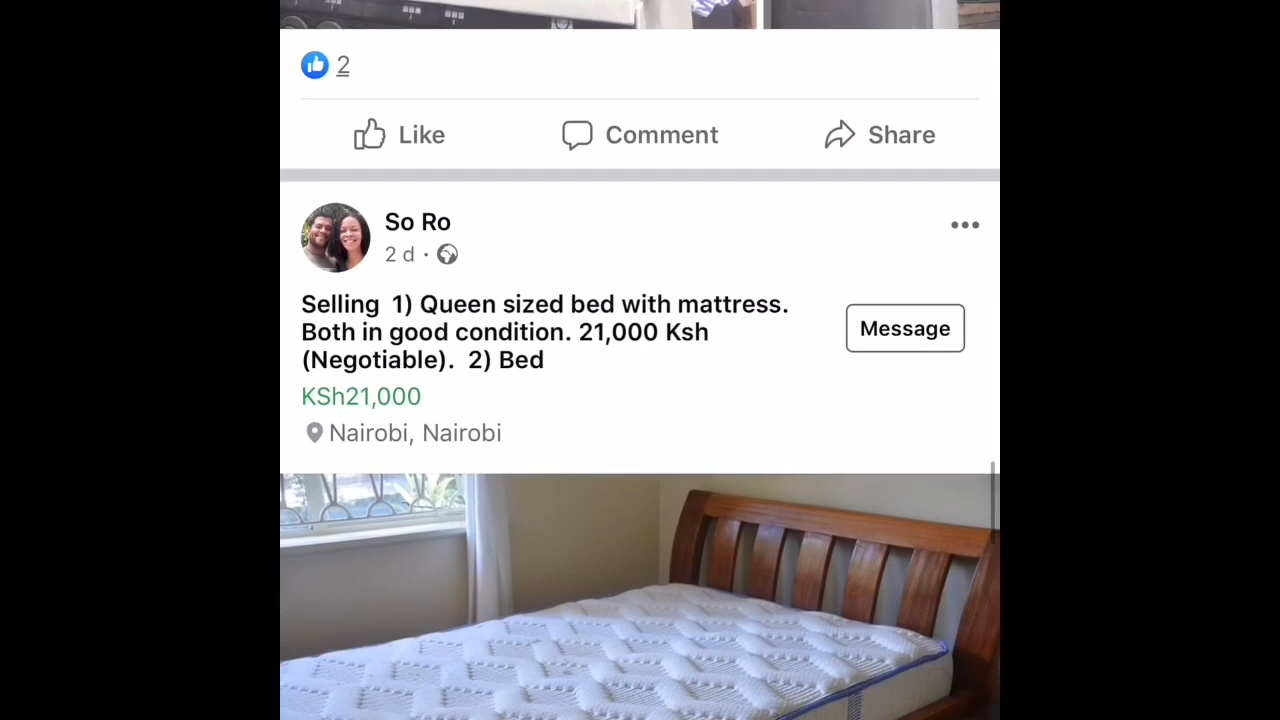 2
Like
Comment
Share
So Ro
2 d ·
Selling 1) Queen sized bed with mattress.
Both in good condition. 21,000 Ksh
(Negotiable). 2) Bed
Message
KSh21,000
Nairobi, Nairobi